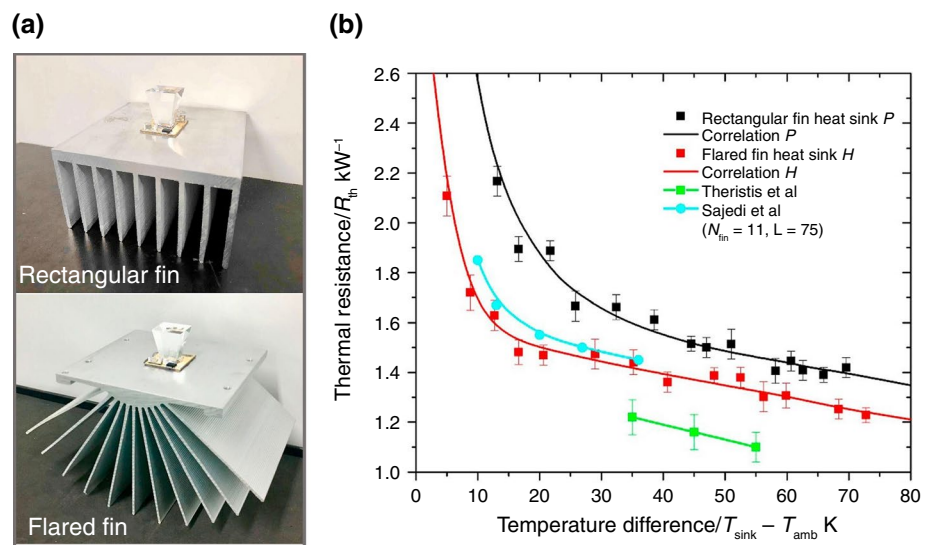 (a)
Rectangular fin
Flared fin
(b)
Thermal resistance/R_th kW⁻¹
2.6
2.4
2.2
2.0
1.8
1.6
1.4
1.2
1.0
0
10
20
30
40
50
60
70
80
Temperature difference/T_sink – T_amb K
Rectangular fin heat sink P
Correlation P
Flared fin heat sink H
Correlation H
Theristis et al
Sajedi et al
(N_fin = 11, L = 75)